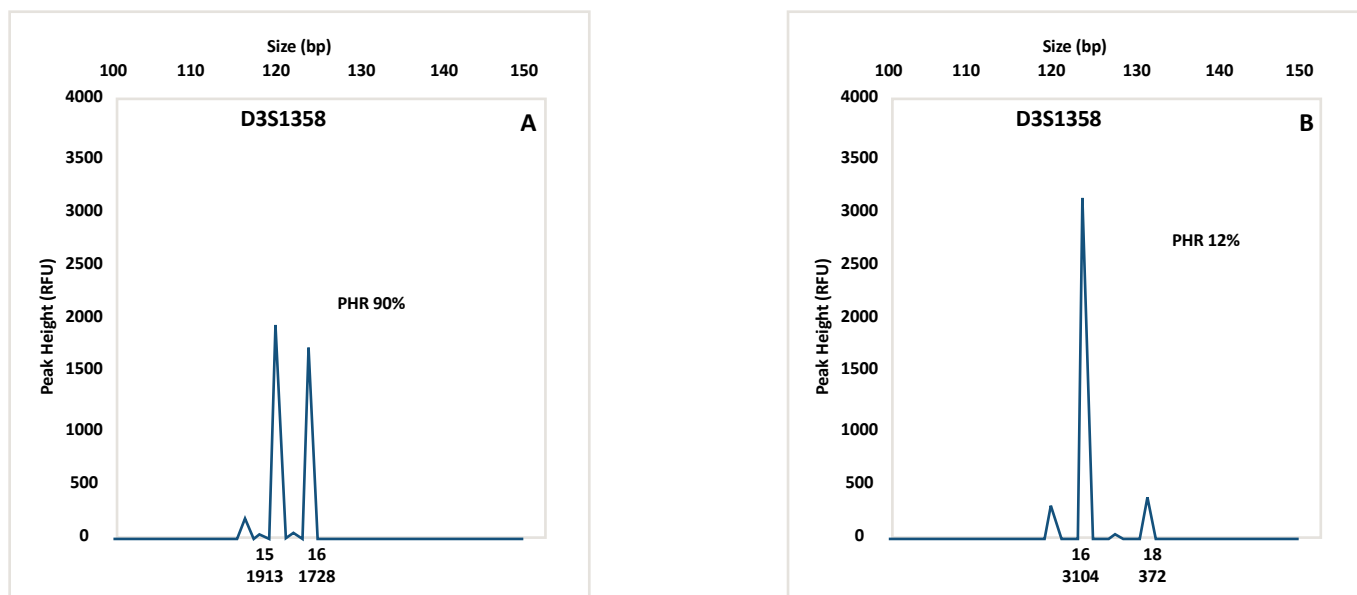 Size (bp)
100 110 120 130 140 150
4000
3500
3000
2500
2000
1500
1000
500
0
Peak Height (RFU)
D3S1358
A
PHR 90%
15 16
1913 1728
Size (bp)
100 110 120 130 140 150
4000
3500
3000
2500
2000
1500
1000
500
0
Peak Height (RFU)
D3S1358
B
PHR 12%
16 18
3104 372